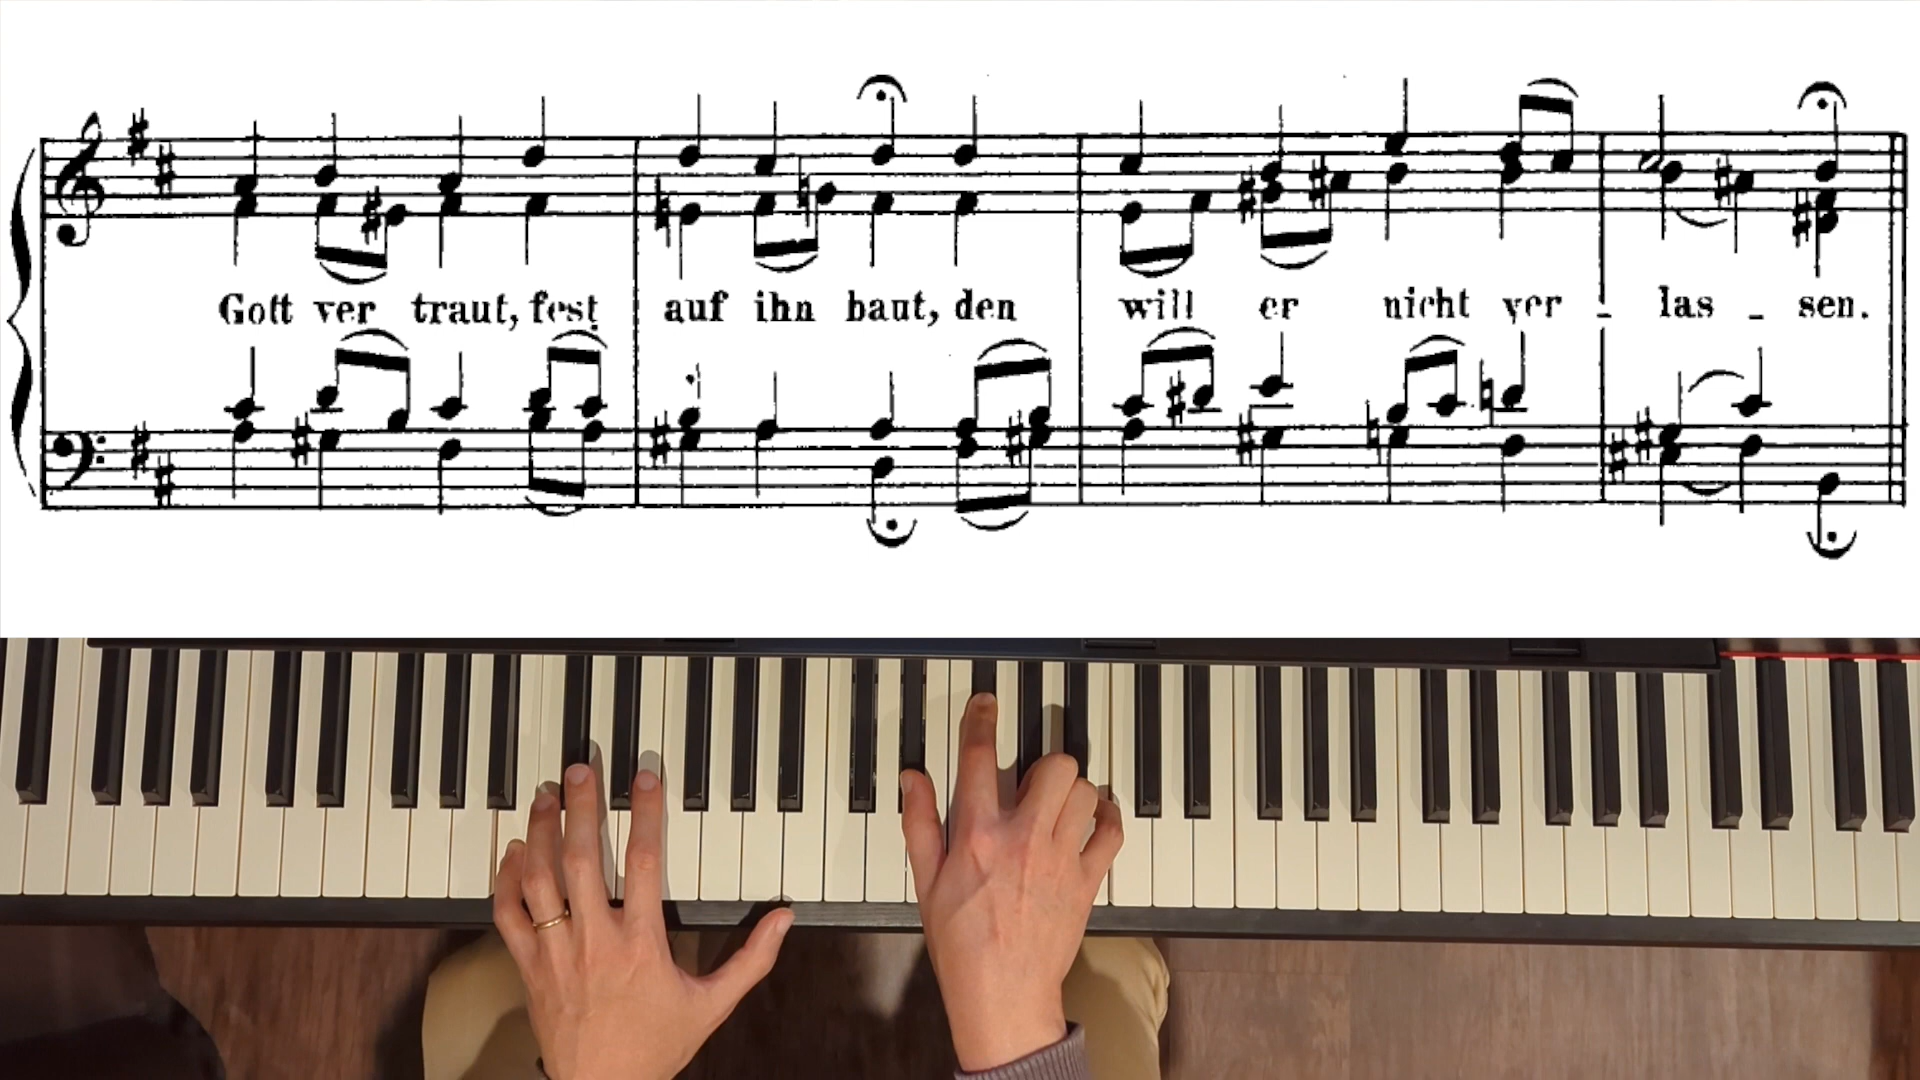 Gott ver traut, fest auf ihn baut, den will er nicht ver - las - sen.